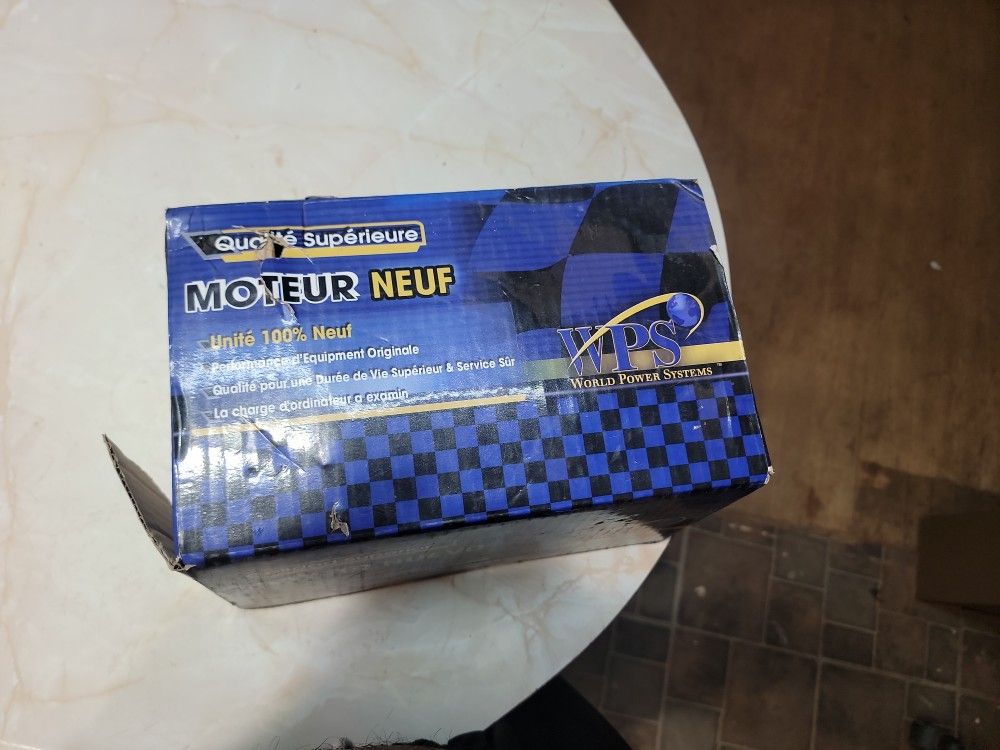 Qualité Supérieure
MOTEUR NEUF
Unité 100% Neuf
Performance d'Equipment Originale
Qualité pour une Durée de Vie Supérieur & Service Sûr
La charge d'ordinateur a examin
WPS
WORLD POWER SYSTEMS